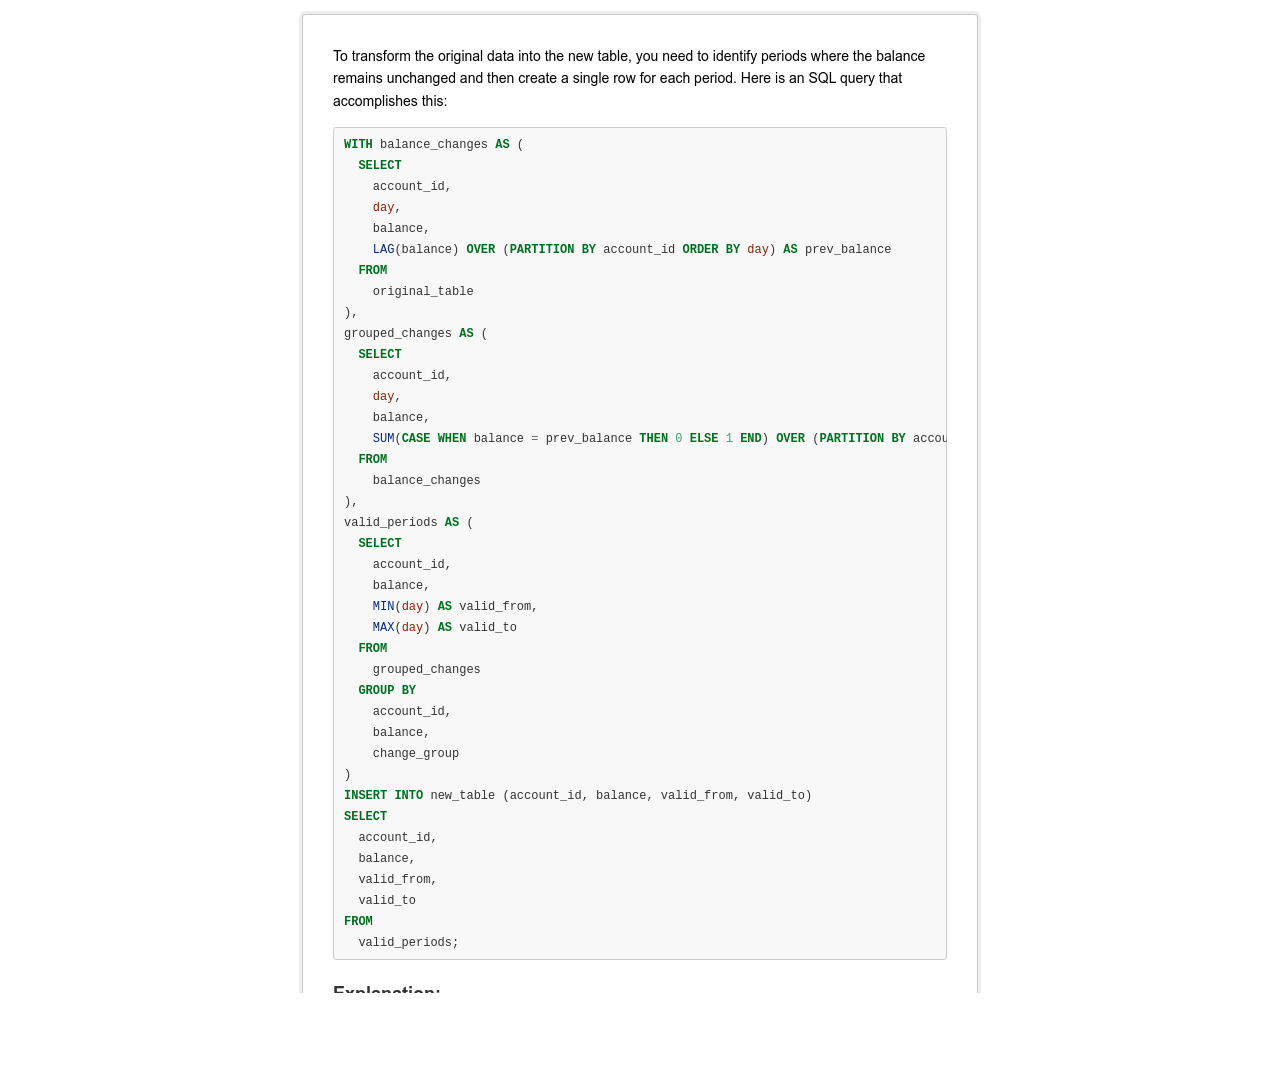 To transform the original data into the new table, you need to identify periods where the balance
remains unchanged and then create a single row for each period. Here is an SQL query that
accomplishes this:
WITH balance_changes AS (
  SELECT
    account_id,
    day,
    balance,
    LAG(balance) OVER (PARTITION BY account_id ORDER BY day) AS prev_balance
  FROM
    original_table
),
grouped_changes AS (
  SELECT
    account_id,
    day,
    balance,
    SUM(CASE WHEN balance = prev_balance THEN 0 ELSE 1 END) OVER (PARTITION BY accou
  FROM
    balance_changes
),
valid_periods AS (
  SELECT
    account_id,
    balance,
    MIN(day) AS valid_from,
    MAX(day) AS valid_to
  FROM
    grouped_changes
  GROUP BY
    account_id,
    balance,
    change_group
)
INSERT INTO new_table (account_id, balance, valid_from, valid_to)
SELECT
  account_id,
  balance,
  valid_from,
  valid_to
FROM
  valid_periods;
Explanation: